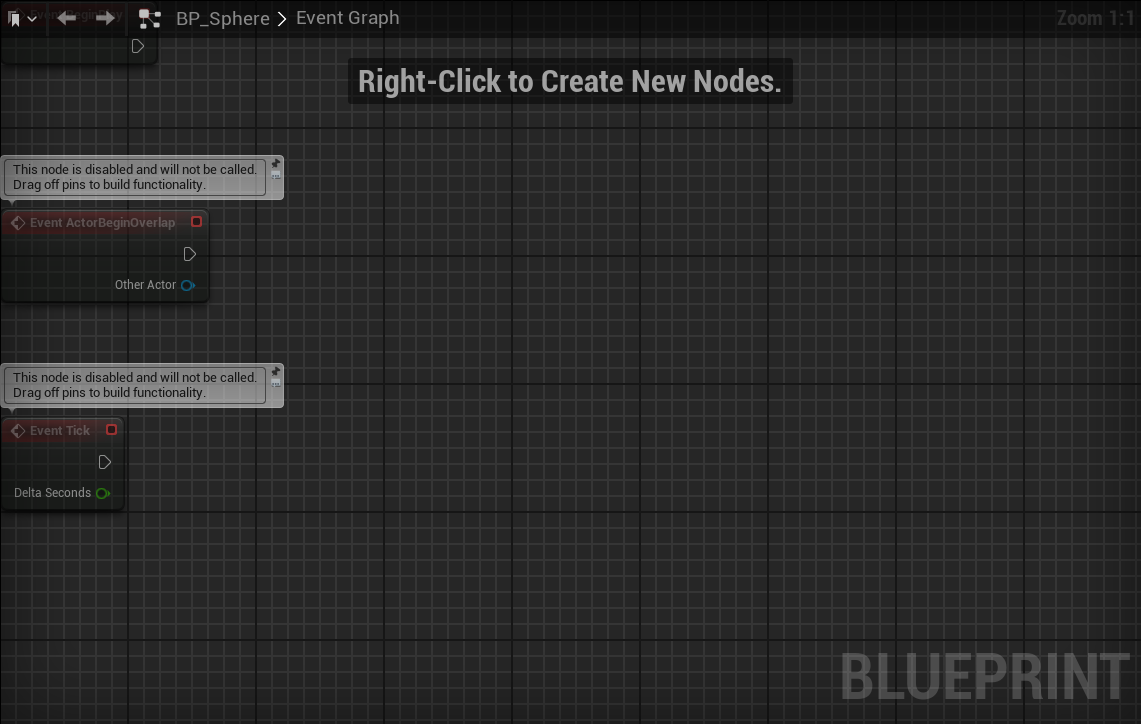 Event BeginPlay
BP_Sphere
Event Graph
Zoom 1:1
Right-Click to Create New Nodes.
This node is disabled and will not be called.
Drag off pins to build functionality.
Event ActorBeginOverlap
Other Actor
This node is disabled and will not be called.
Drag off pins to build functionality.
Event Tick
Delta Seconds
BLUEPRINT